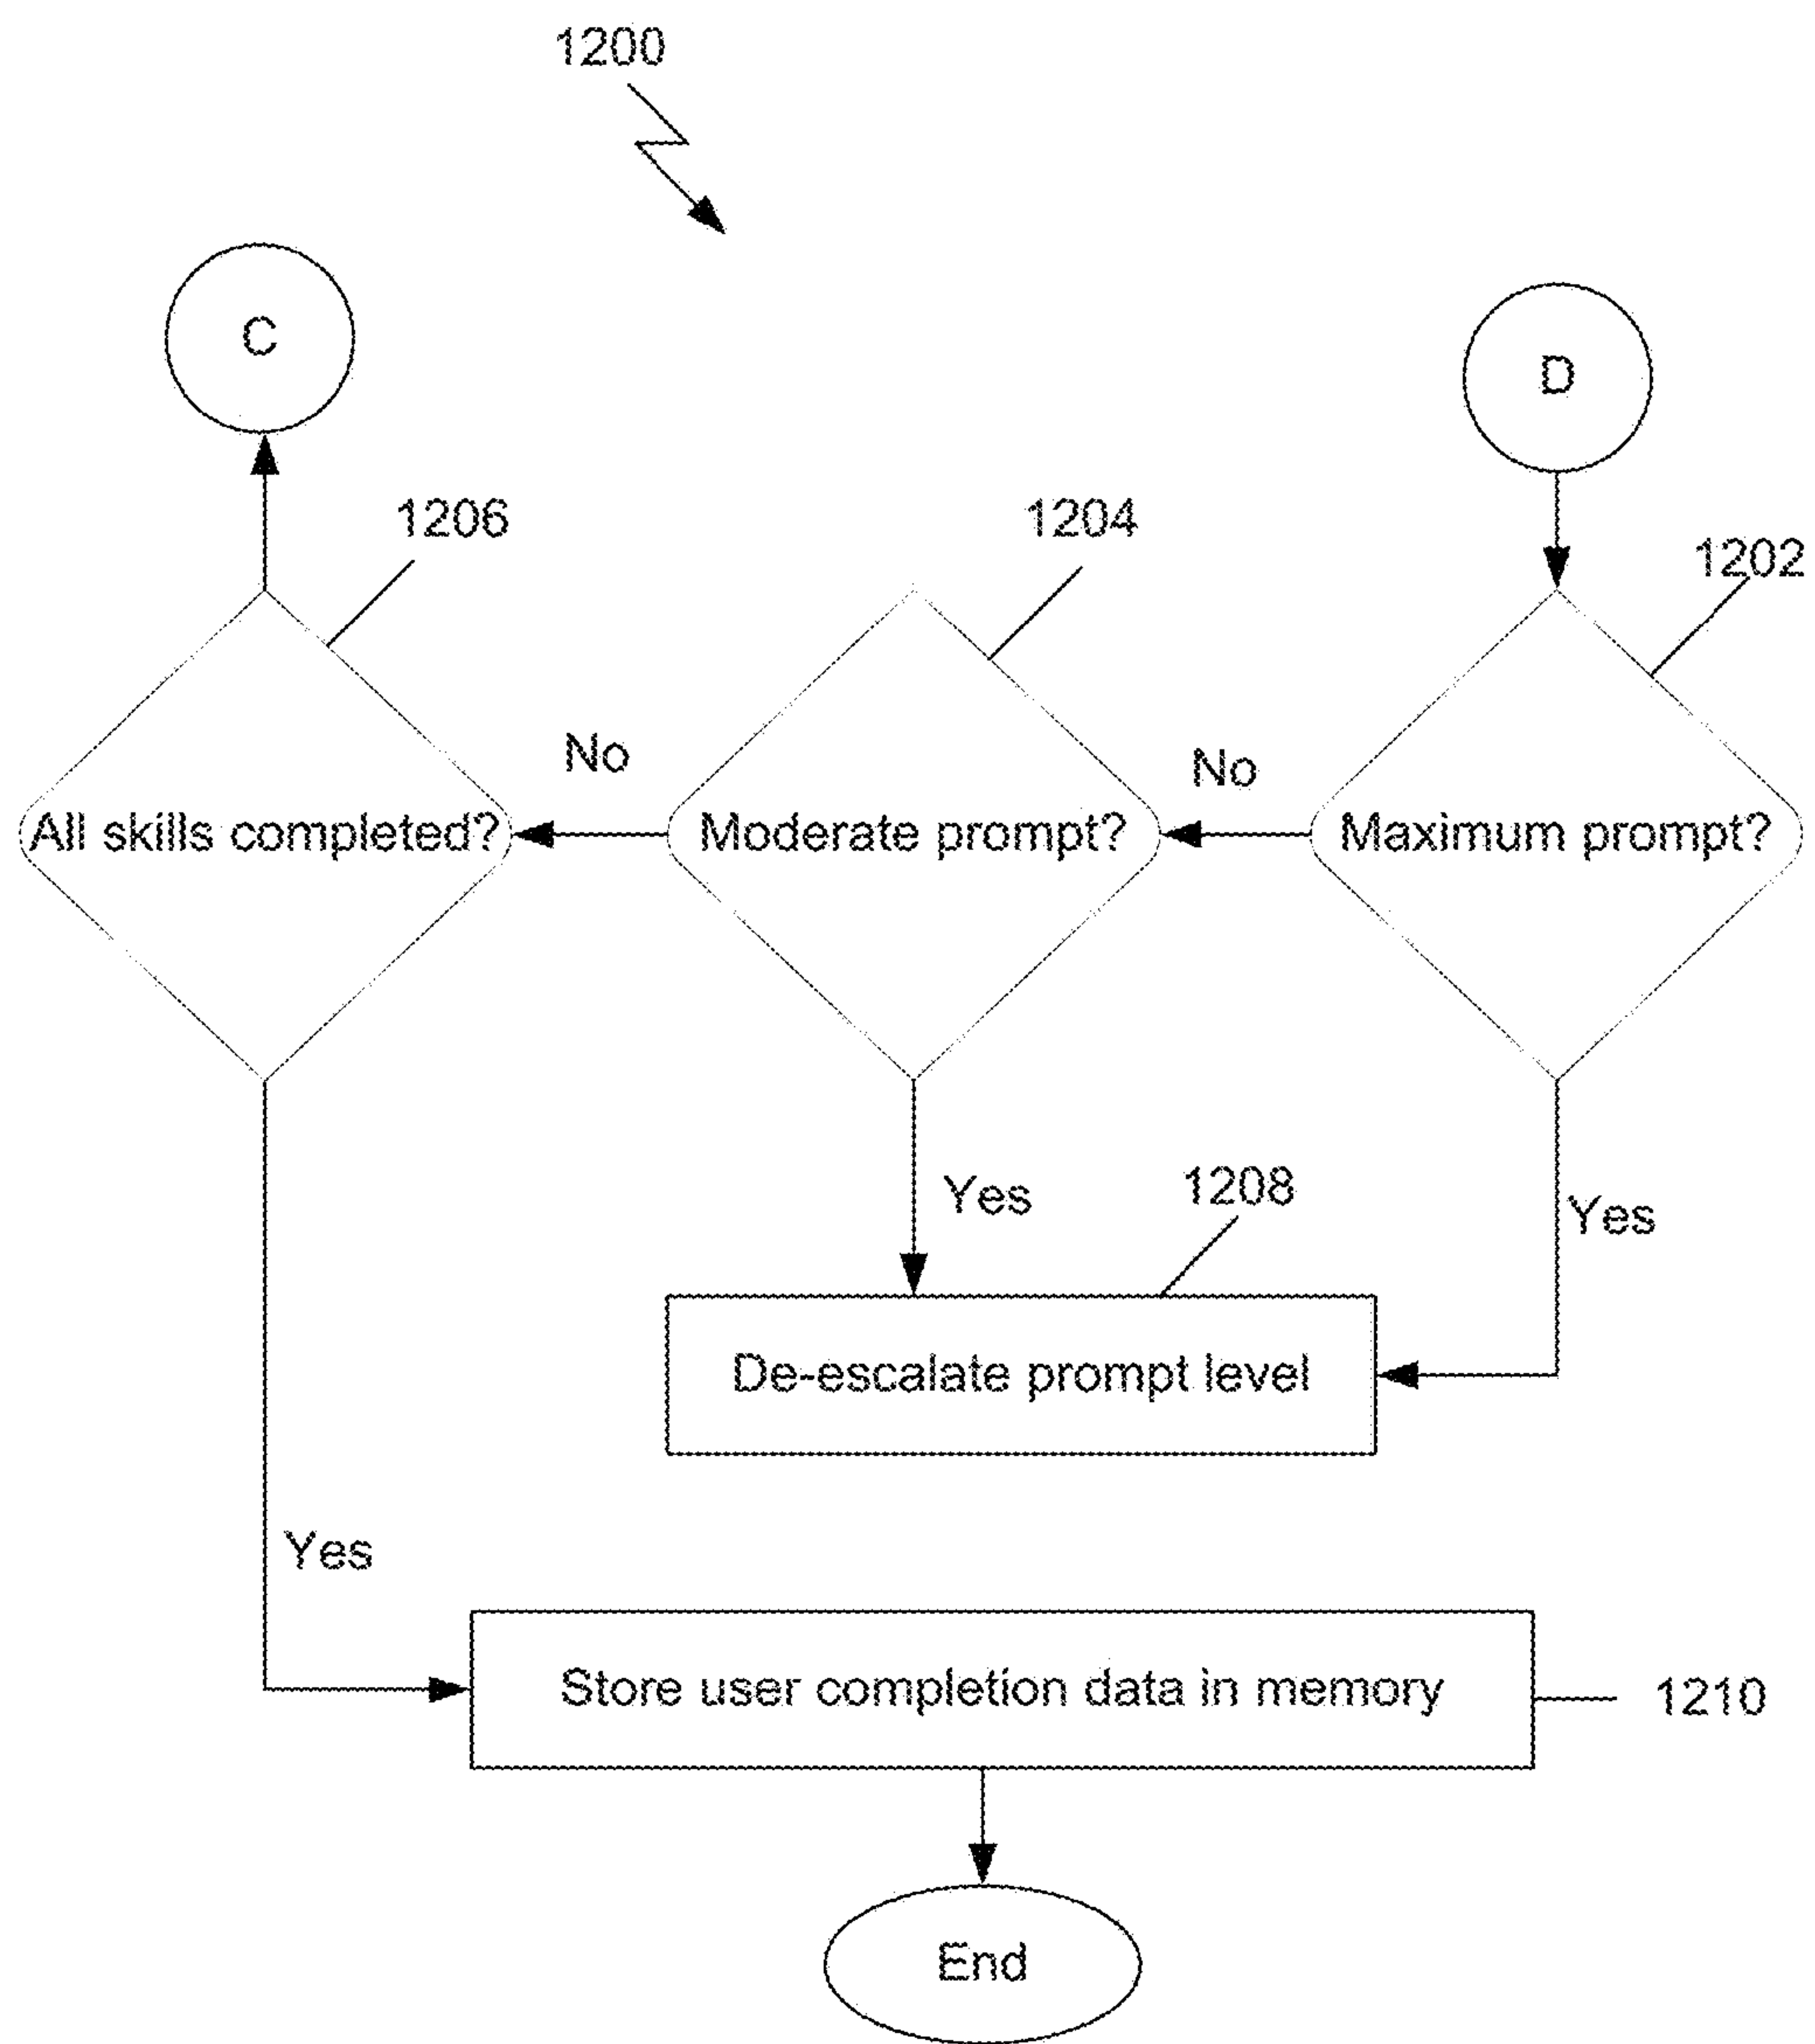 1200
C
D
1206
1204
1202
No
No
All skills completed?
Moderate prompt?
Maximum prompt?
Yes
1208
Yes
De-escalate prompt level
Yes
Store user completion data in memory
1210
End